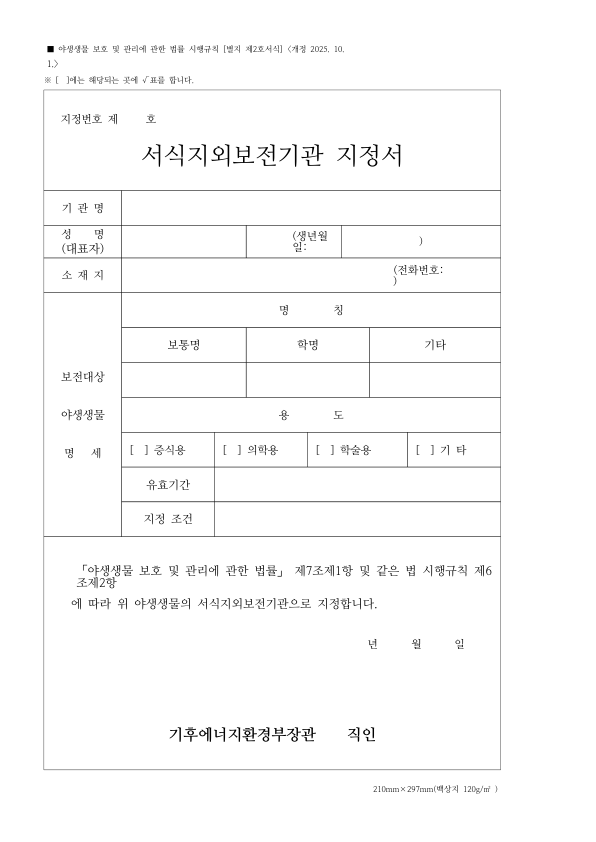 ■ 야생생물 보호 및 관리에 관한 법률 시행규칙 [별지 제2호서식] <개정 2025. 10.
1.>
※ [ ]에는 해당되는 곳에 √표를 합니다.
지정번호 제 호
서식지외보전기관 지정서
기 관 명
성 명
(대표자)
(생년월
일:
)
소 재 지
(전화번호:
)
보전대상
야생생물
명 세
명 칭
보통명 학명 기타
용 도
[ ] 증식용 [ ] 의학용 [ ] 학술용 [ ] 기 타
유효기간
지정 조건
「야생생물 보호 및 관리에 관한 법률」 제7조제1항 및 같은 법 시행규칙 제6
조제2항
에 따라 위 야생생물의 서식지외보전기관으로 지정합니다.
년 월 일
기후에너지환경부장관 직인
210mm×297mm(백상지 120g/㎡ )